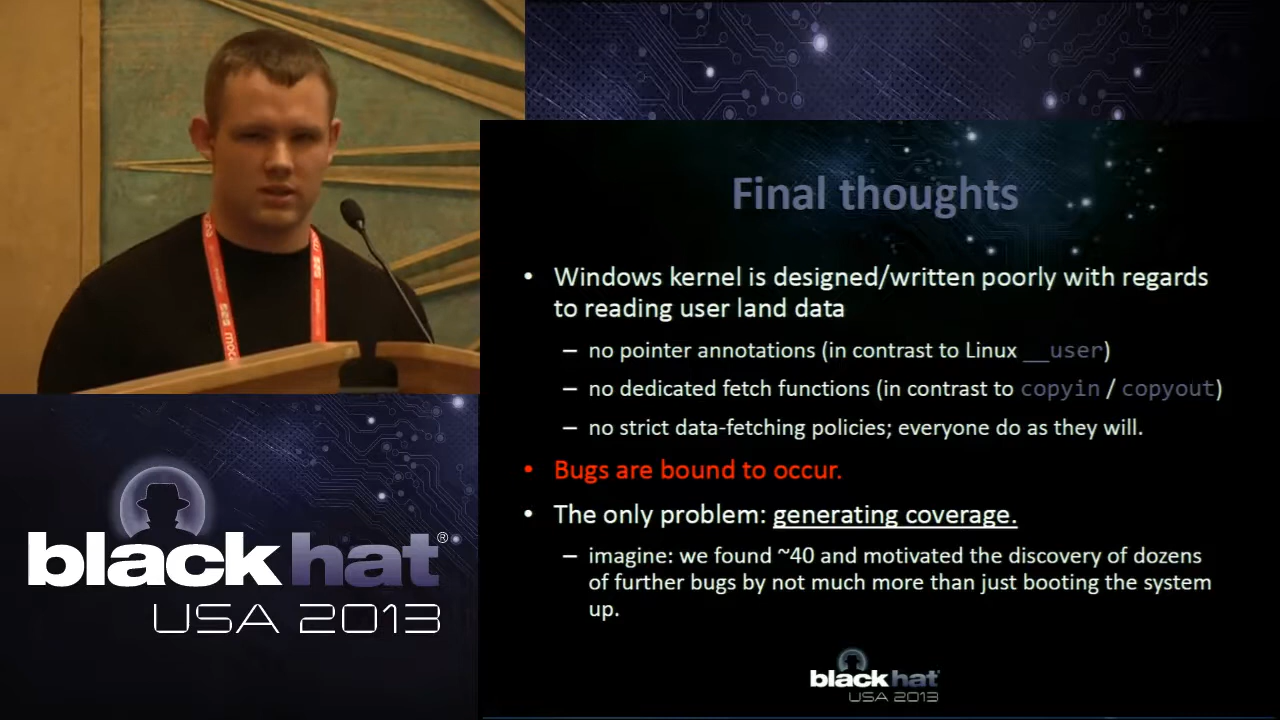 Final thoughts
• Windows kernel is designed/written poorly with regards
to reading user land data
– no pointer annotations (in contrast to Linux __user)
– no dedicated fetch functions (in contrast to copyin / copyout)
– no strict data-fetching policies; everyone do as they will.
• Bugs are bound to occur.
• The only problem: generating coverage.
– imagine: we found ~40 and motivated the discovery of dozens
of further bugs by not much more than just booting the system
up.
black hat®
USA 2013
black hat
USA 2013